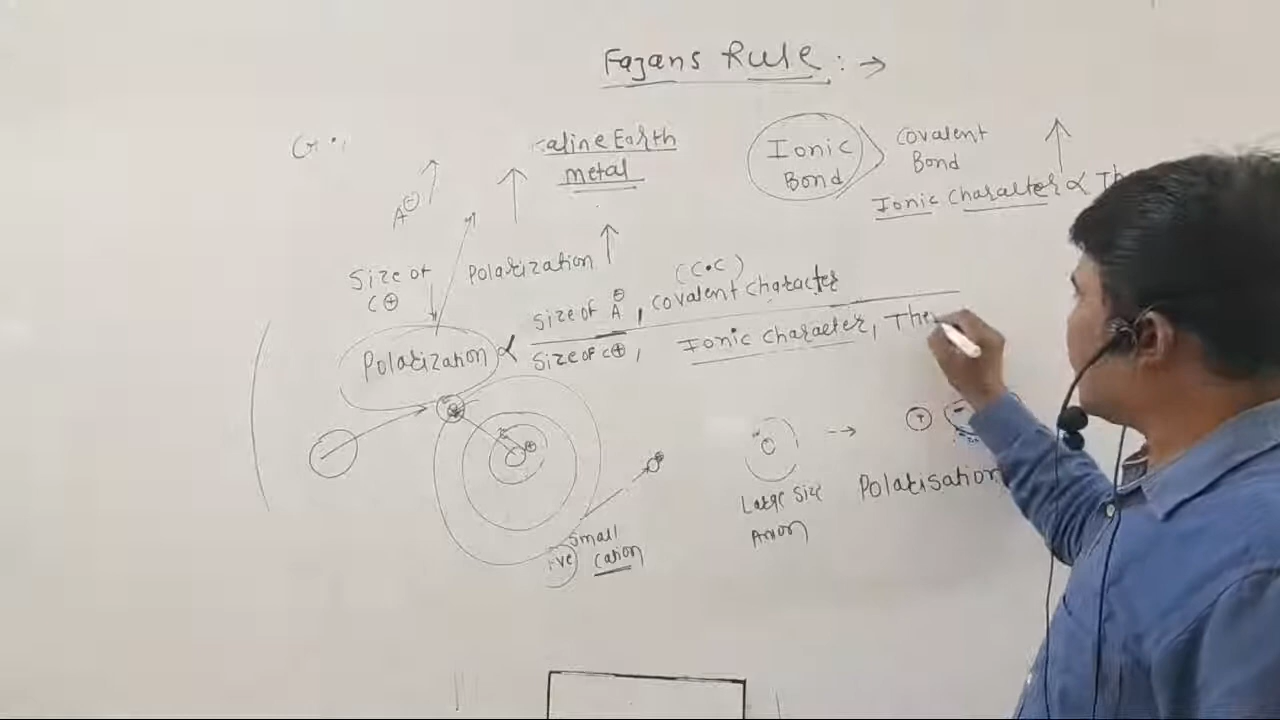 Fajans Rule : →
kaline Earth
metal
Ionic
Bond
Covalent
Bond
Ionic character ∝ Th
A⊖
Size of
C⊕
Polarization ↑
Polarization ∝
Size of A⊖, Covalent character
(C.C)
Size of C⊕, Ionic character, The
Small
cation
+ve
Large Size
Anion
Polarisation